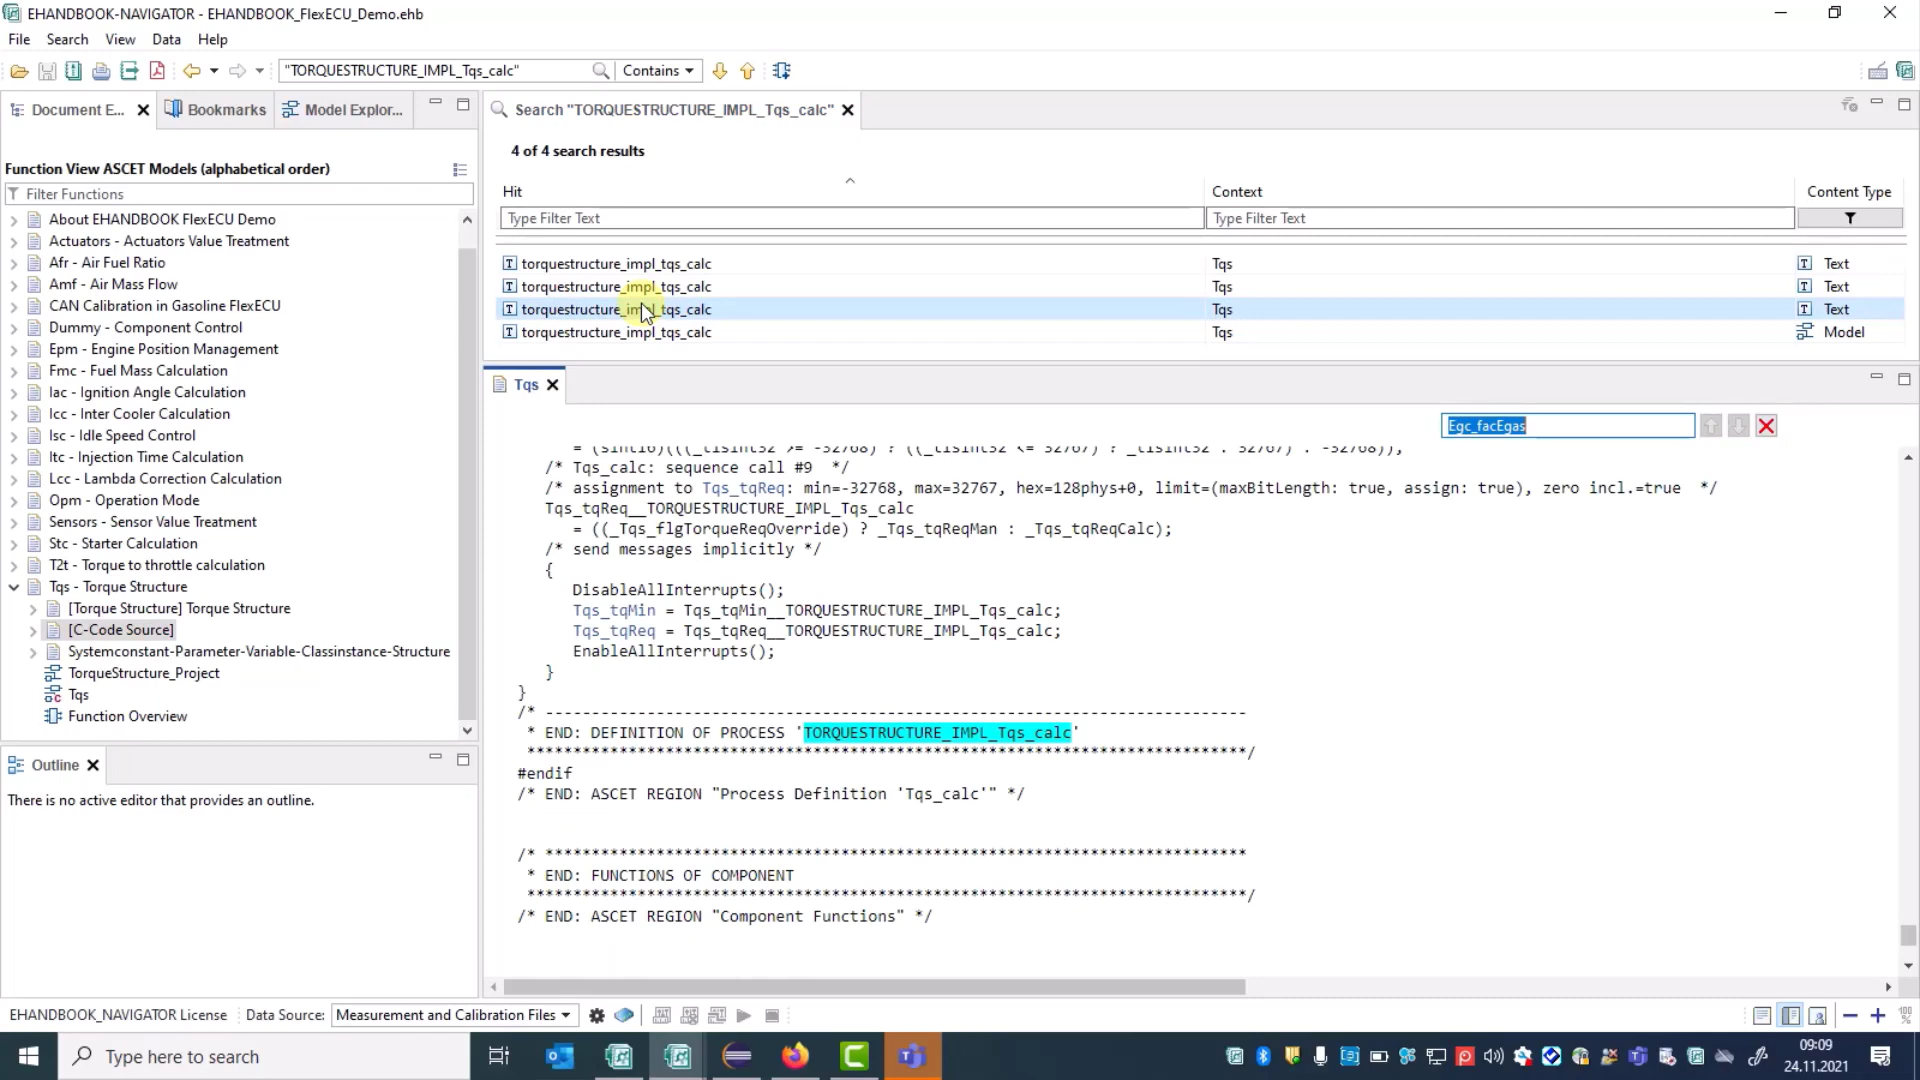 EHANDBOOK-NAVIGATOR - EHANDBOOK_FlexECU_Demo.ehb
File Search View Data Help
"TORQUESTRUCTURE_IMPL_Tqs_calc" Contains
Document E... Bookmarks Model Explor...
Function View ASCET Models (alphabetical order)
Filter Functions
About EHANDBOOK FlexECU Demo
Actuators - Actuators Value Treatment
Afr - Air Fuel Ratio
Amf - Air Mass Flow
CAN Calibration in Gasoline FlexECU
Dummy - Component Control
Epm - Engine Position Management
Fmc - Fuel Mass Calculation
Iac - Ignition Angle Calculation
Icc - Inter Cooler Calculation
Isc - Idle Speed Control
Itc - Injection Time Calculation
Lcc - Lambda Correction Calculation
Opm - Operation Mode
Sensors - Sensor Value Treatment
Stc - Starter Calculation
T2t - Torque to throttle calculation
Tqs - Torque Structure
[Torque Structure] Torque Structure
[C-Code Source]
Systemconstant-Parameter-Variable-Classinstance-Structure
TorqueStructure_Project
Tqs
Function Overview
Outline
There is no active editor that provides an outline.
Search "TORQUESTRUCTURE_IMPL_Tqs_calc"
4 of 4 search results
Hit Context Content Type
Type Filter Text Type Filter Text
torquestructure_impl_tqs_calc Tqs Text
torquestructure_impl_tqs_calc Tqs Text
torquestructure_impl_tqs_calc Tqs Text
torquestructure_impl_tqs_calc Tqs Model
Tqs
Egc_facEgas
/* Tqs_calc: sequence call #9 */
/* assignment to Tqs_tqReq: min=-32768, max=32767, hex=128phys+0, limit=(maxBitLength: true, assign: true), zero incl.=true */
Tqs_tqReq__TORQUESTRUCTURE_IMPL_Tqs_calc
= ((_Tqs_flgTorqueReqOverride) ? _Tqs_tqReqMan : _Tqs_tqReqCalc);
/* send messages implicitly */
{
DisableAllInterrupts();
Tqs_tqMin = Tqs_tqMin__TORQUESTRUCTURE_IMPL_Tqs_calc;
Tqs_tqReq = Tqs_tqReq__TORQUESTRUCTURE_IMPL_Tqs_calc;
EnableAllInterrupts();
}
}
/* ----------------------------------------------------------------------------
* END: DEFINITION OF PROCESS 'TORQUESTRUCTURE_IMPL_Tqs_calc'
******************************************************************************/
#endif
/* END: ASCET REGION "Process Definition 'Tqs_calc'" */
/* ****************************************************************************
* END: FUNCTIONS OF COMPONENT
******************************************************************************/
/* END: ASCET REGION "Component Functions" */
EHANDBOOK_NAVIGATOR License Data Source: Measurement and Calibration Files
Type here to search
09:09
24.11.2021